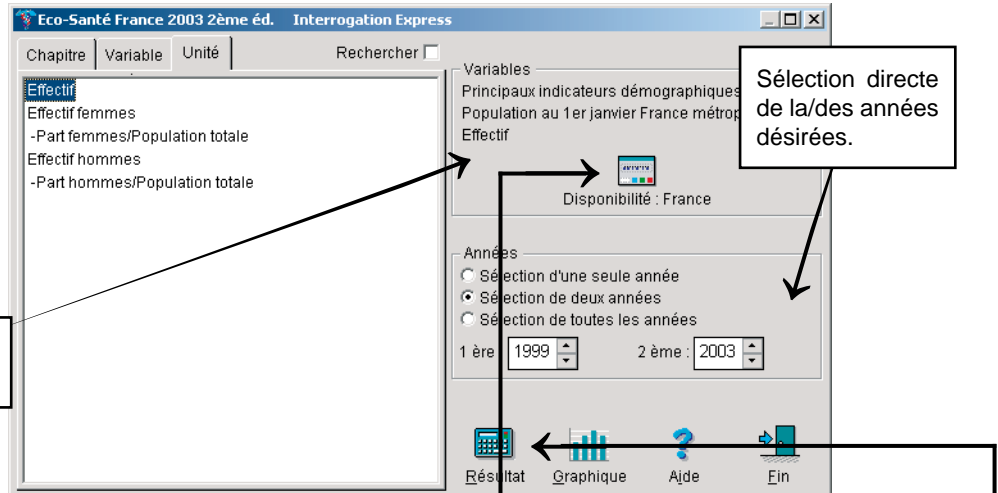 Eco-Santé France 2003 2ème éd. Interrogation Express
Chapitre Variable Unité Rechercher
Effectif
Effectif femmes
-Part femmes/Population totale
Effectif hommes
-Part hommes/Population totale
Variables
Principaux indicateurs démographiques
Population au 1er janvier France métrop
Effectif
Disponibilité : France
Sélection directe
de la/des années
désirées.
Années
Sélection d'une seule année
Sélection de deux années
Sélection de toutes les années
1 ère 1999 2 ème : 2003
Résultat Graphique Aide Fin